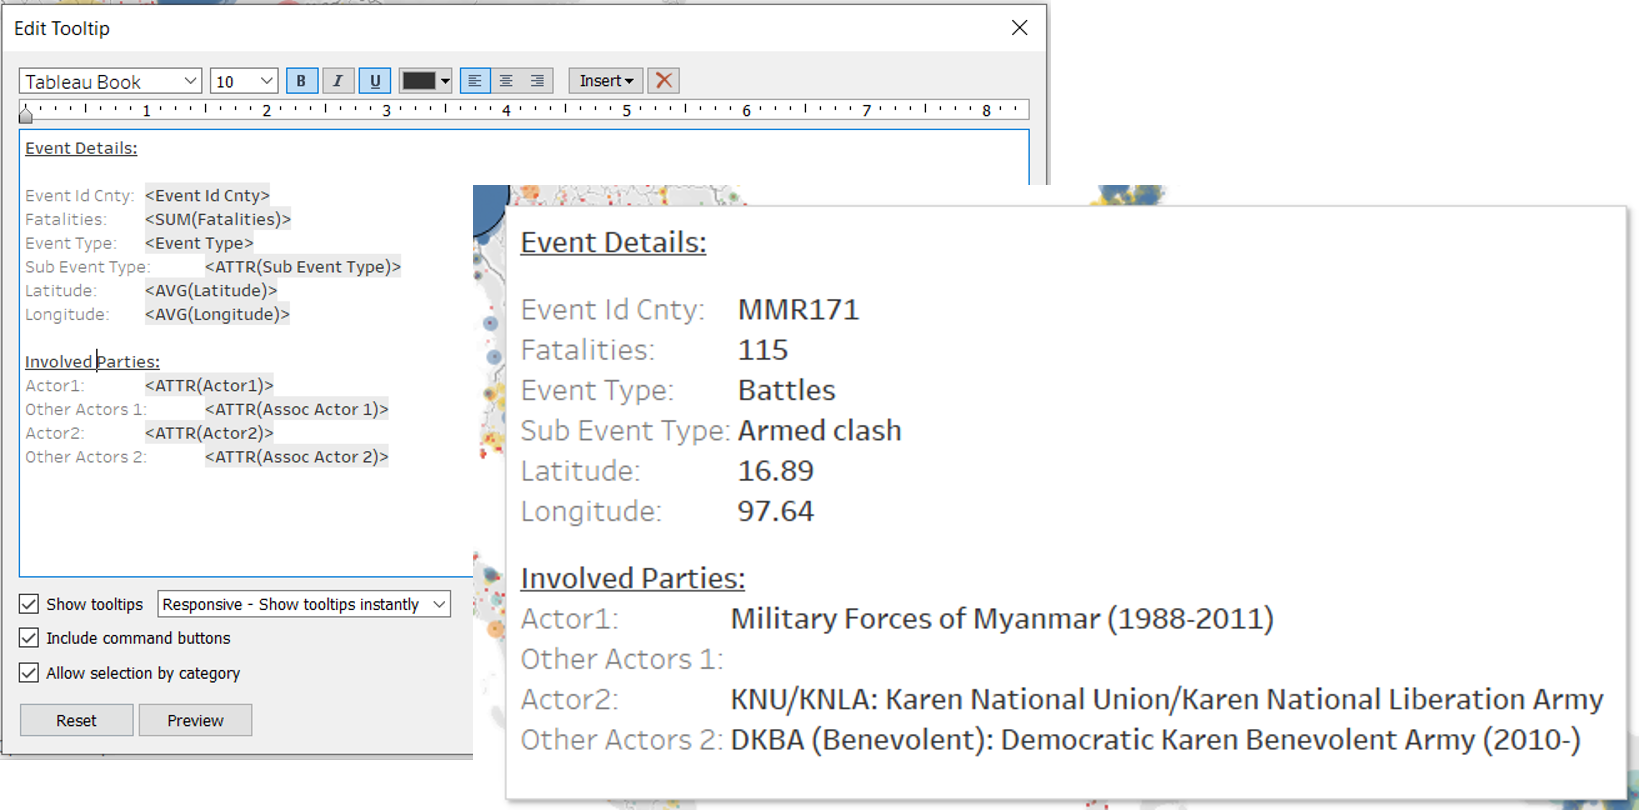 Edit Tooltip
Tableau Book 10 B I U Insert
1 2 3 4 5 6 7 8
Event Details:
Event Id Cnty: <Event Id Cnty>
Fatalities: <SUM(Fatalities)>
Event Type: <Event Type>
Sub Event Type: <ATTR(Sub Event Type)>
Latitude: <AVG(Latitude)>
Longitude: <AVG(Longitude)>
Involved Parties:
Actor1: <ATTR(Actor1)>
Other Actors 1: <ATTR(Assoc Actor 1)>
Actor2: <ATTR(Actor2)>
Other Actors 2: <ATTR(Assoc Actor 2)>
Show tooltips Responsive - Show tooltips instantly
Include command buttons
Allow selection by category
Reset Preview
Event Details:
Event Id Cnty: MMR171
Fatalities: 115
Event Type: Battles
Sub Event Type: Armed clash
Latitude: 16.89
Longitude: 97.64
Involved Parties:
Actor1: Military Forces of Myanmar (1988-2011)
Other Actors 1:
Actor2: KNU/KNLA: Karen National Union/Karen National Liberation Army
Other Actors 2: DKBA (Benevolent): Democratic Karen Benevolent Army (2010-)